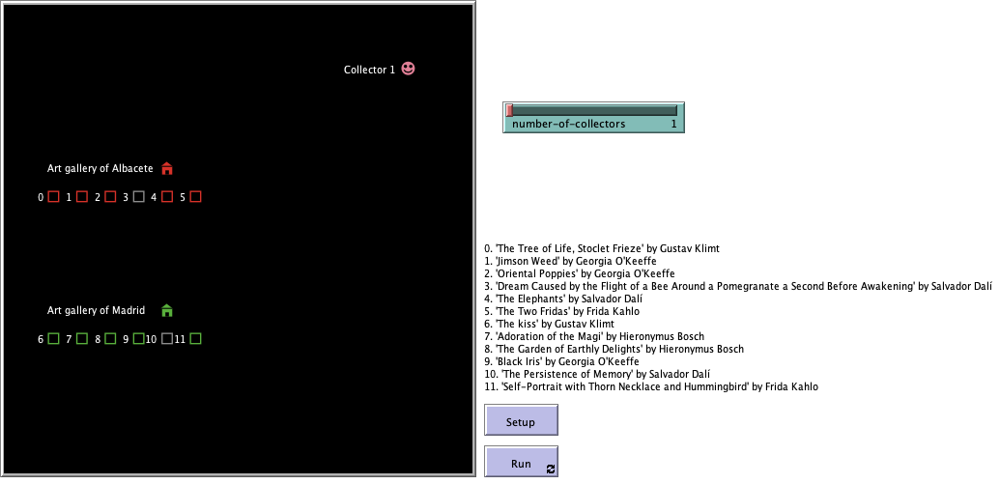 Collector 1
number-of-collectors 1
Art gallery of Albacete
0 1 2 3 4 5
Art gallery of Madrid
6 7 8 9 10 11
0. 'The Tree of Life, Stoclet Frieze' by Gustav Klimt
1. 'Jimson Weed' by Georgia O'Keeffe
2. 'Oriental Poppies' by Georgia O'Keeffe
3. 'Dream Caused by the Flight of a Bee Around a Pomegranate a Second Before Awakening' by Salvador Dalí
4. 'The Elephants' by Salvador Dalí
5. 'The Two Fridas' by Frida Kahlo
6. 'The kiss' by Gustav Klimt
7. 'Adoration of the Magi' by Hieronymus Bosch
8. 'The Garden of Earthly Delights' by Hieronymus Bosch
9. 'Black Iris' by Georgia O'Keeffe
10. 'The Persistence of Memory' by Salvador Dalí
11. 'Self-Portrait with Thorn Necklace and Hummingbird' by Frida Kahlo
Setup
Run